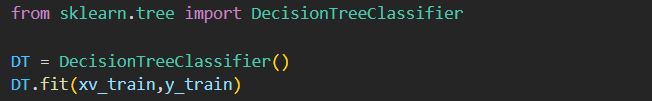 from sklearn.tree import DecisionTreeClassifier
DT = DecisionTreeClassifier()
DT.fit(xv_train,y_train)